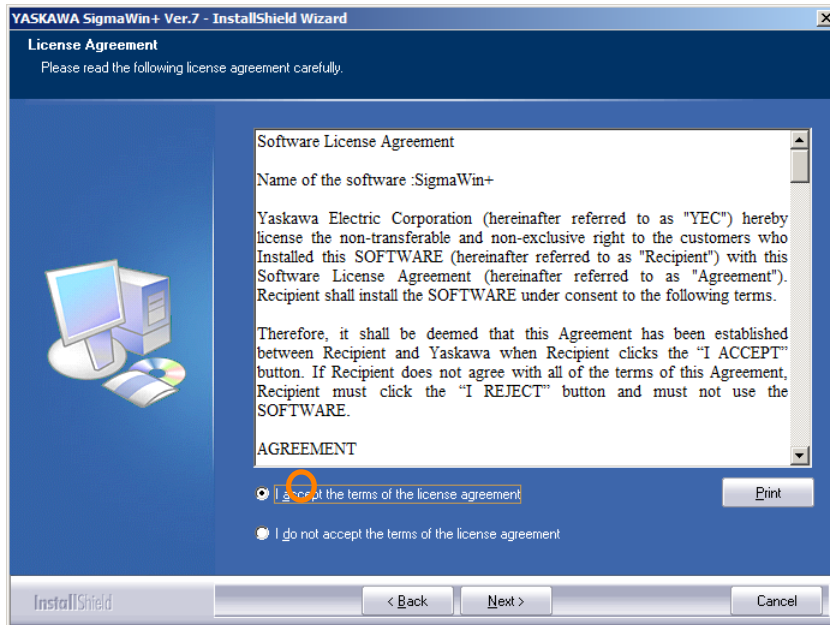 YASKAWA SigmaWin+ Ver.7 - InstallShield Wizard
License Agreement
Please read the following license agreement carefully.
Software License Agreement
Name of the software :SigmaWin+
Yaskawa Electric Corporation (hereinafter referred to as "YEC") hereby
license the non-transferable and non-exclusive right to the customers who
Installed this SOFTWARE (hereinafter referred to as "Recipient") with this
Software License Agreement (hereinafter referred to as "Agreement").
Recipient shall install the SOFTWARE under consent to the following terms.
Therefore, it shall be deemed that this Agreement has been established
between Recipient and Yaskawa when Recipient clicks the “I ACCEPT”
button. If Recipient does not agree with all of the terms of this Agreement,
Recipient must click the “I REJECT” button and must not use the
SOFTWARE.
AGREEMENT
I accept the terms of the license agreement
Print
I do not accept the terms of the license agreement
InstallShield
< Back
Next >
Cancel